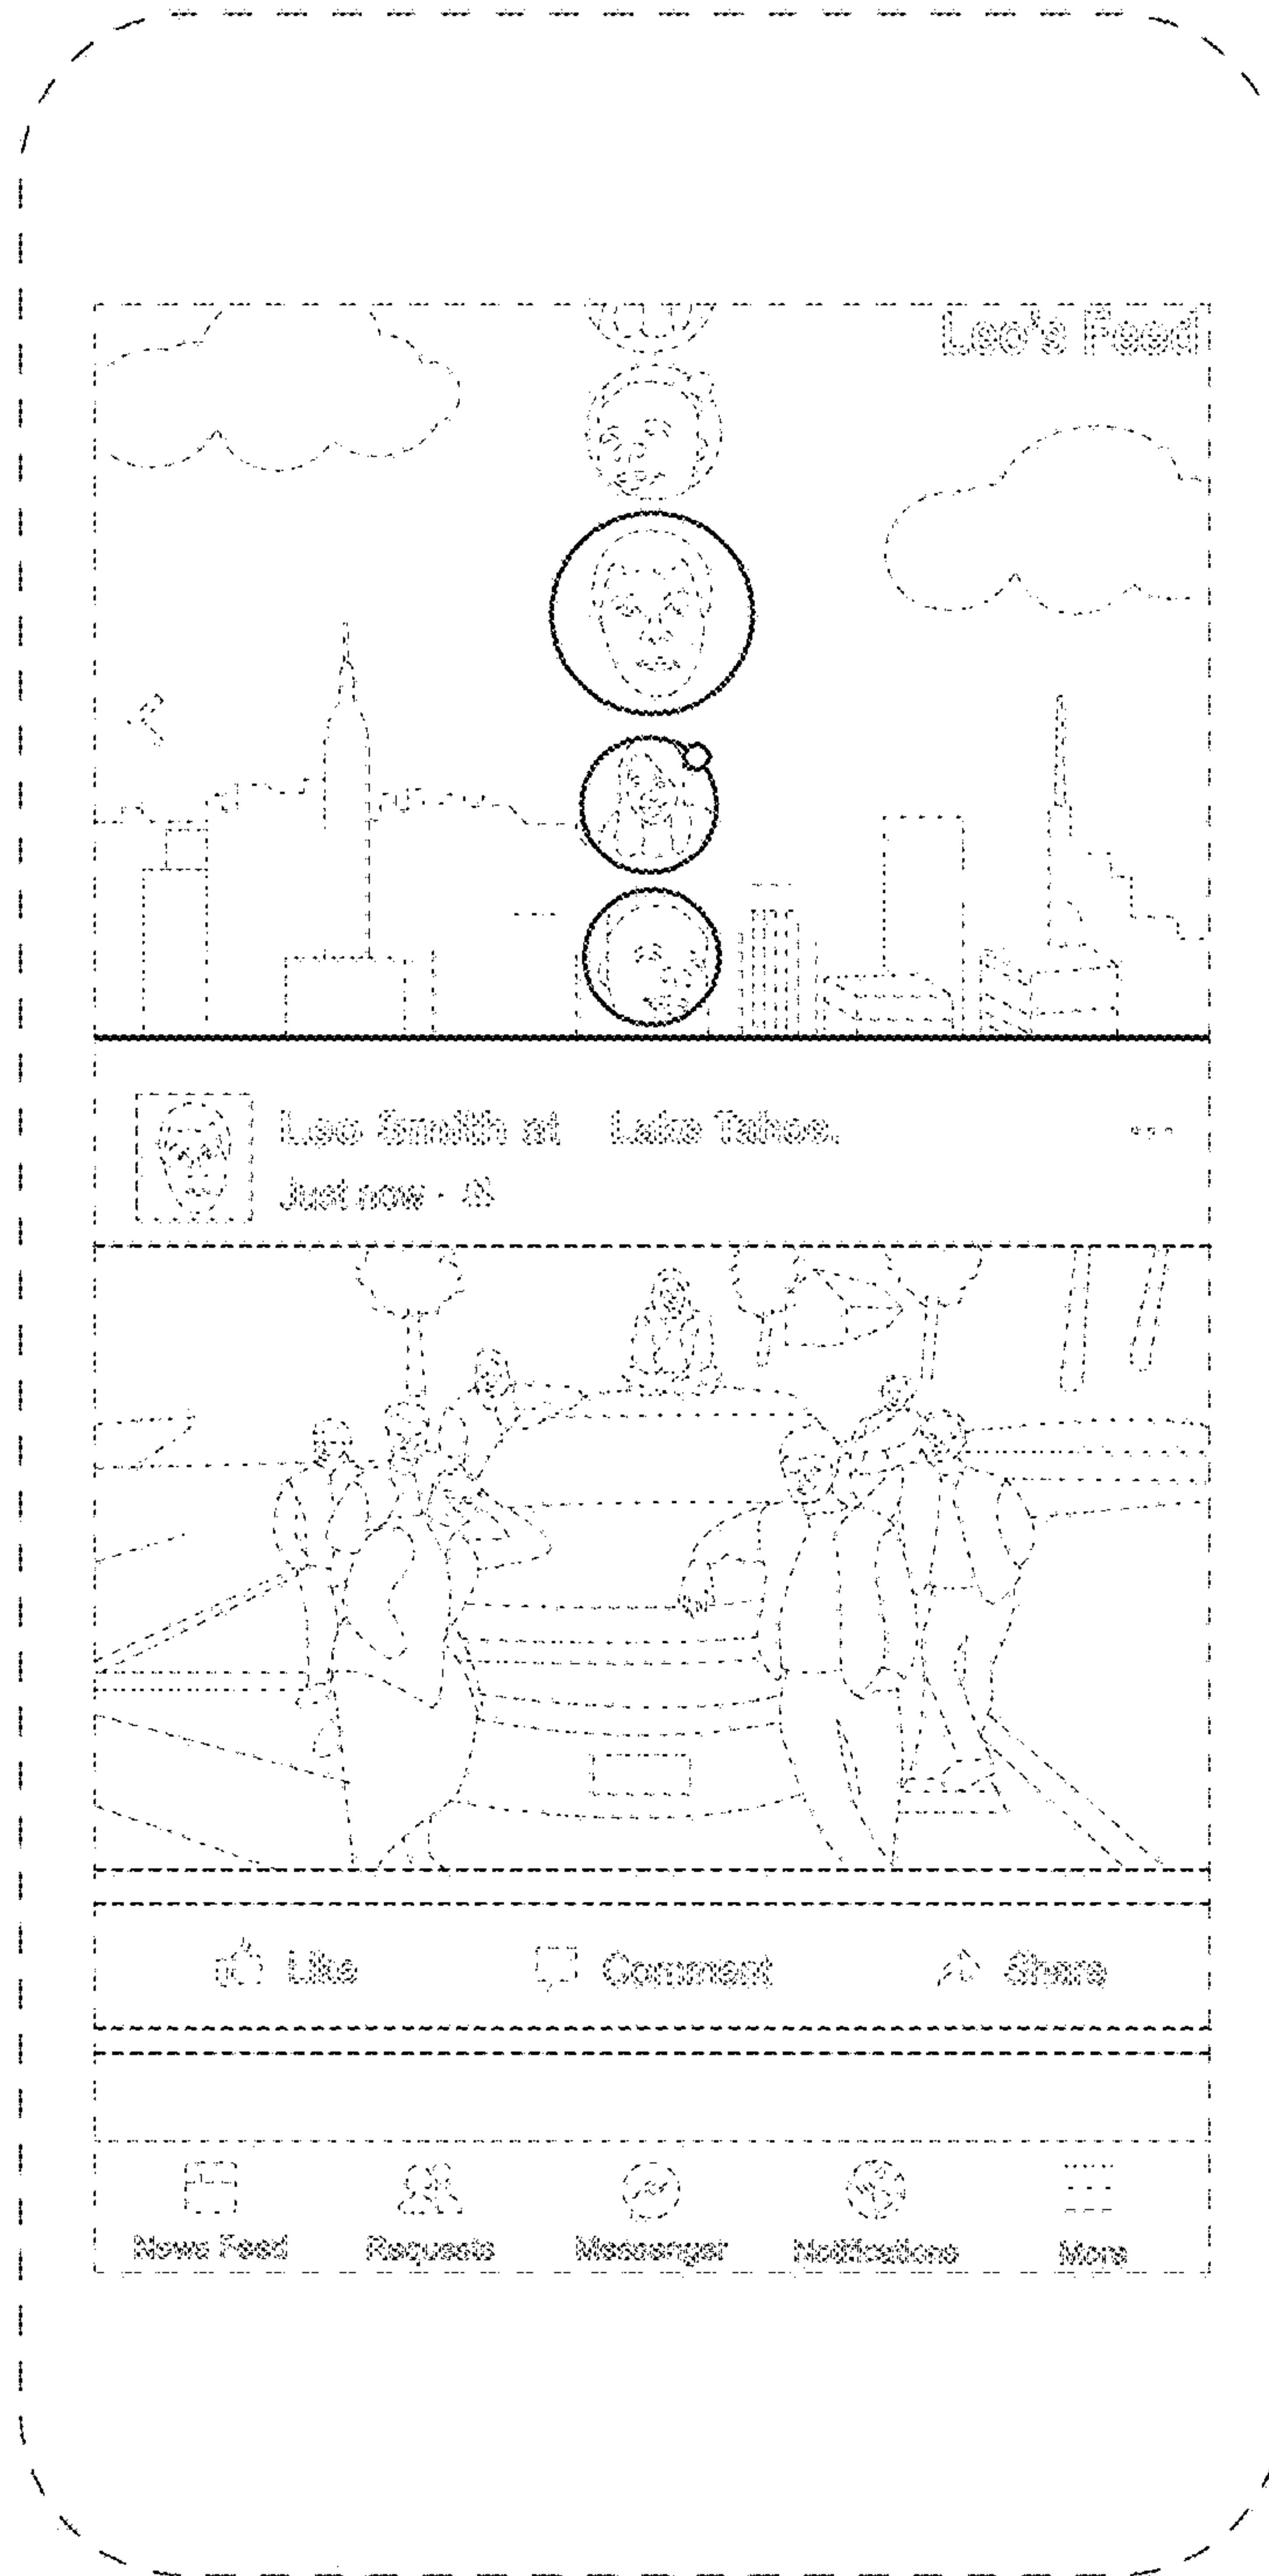 Leo's Feed
Leo Smith at Lake Tahoe.
Just now ·
Like Comment Share
News Feed Requests Messenger Notifications More